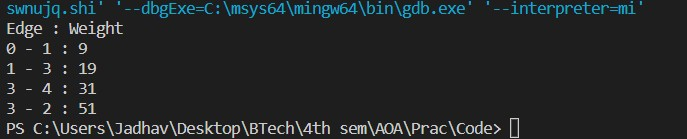 swnujq.shi' '--dbgExe=C:\msys64\mingw64\bin\gdb.exe' '--interpreter=mi'
Edge : Weight
0 - 1 : 9
1 - 3 : 19
3 - 4 : 31
3 - 2 : 51
PS C:\Users\Jadhav\Desktop\BTech\4th sem\AOA\Prac\Code>